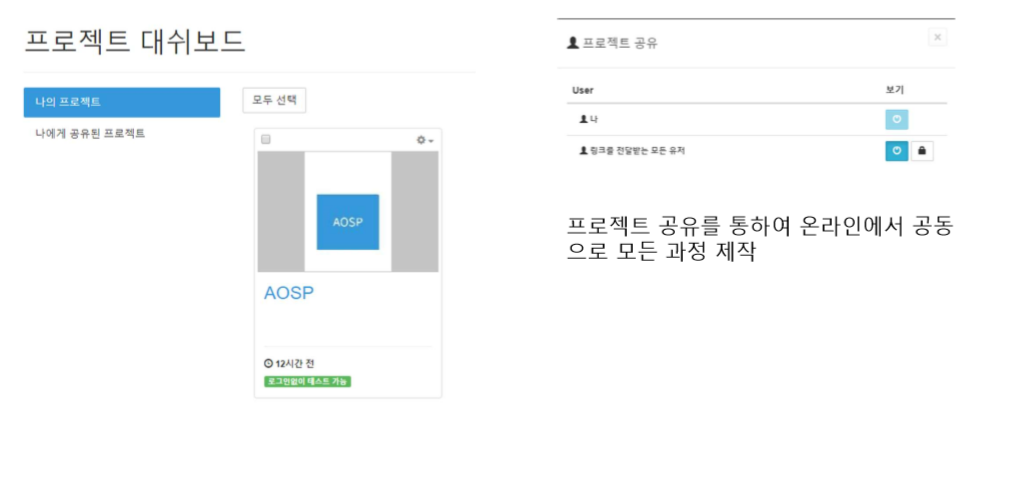 프로젝트 대쉬보드
나의 프로젝트
나에게 공유된 프로젝트
모두 선택
AOSP
AOSP
12시간 전
로그인없이 테스트 가능
프로젝트 공유
×
User 보기
나
링크를 전달받는 모든 유저
프로젝트 공유를 통하여 온라인에서 공동
으로 모든 과정 제작